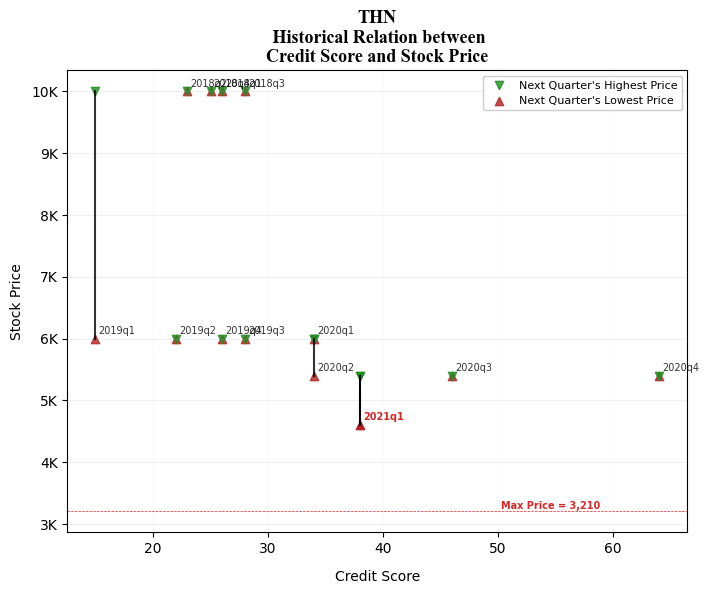 THN
Historical Relation between
Credit Score and Stock Price
Next Quarter's Highest Price
Next Quarter's Lowest Price
10K
9K
8K
7K
6K
5K
4K
3K
Stock Price
2018q3
2019q1
2019q2
2019q4
2019q3
2020q1
2020q2
2020q3
2020q4
2021q1
Max Price = 3,210
20
30
40
50
60
Credit Score